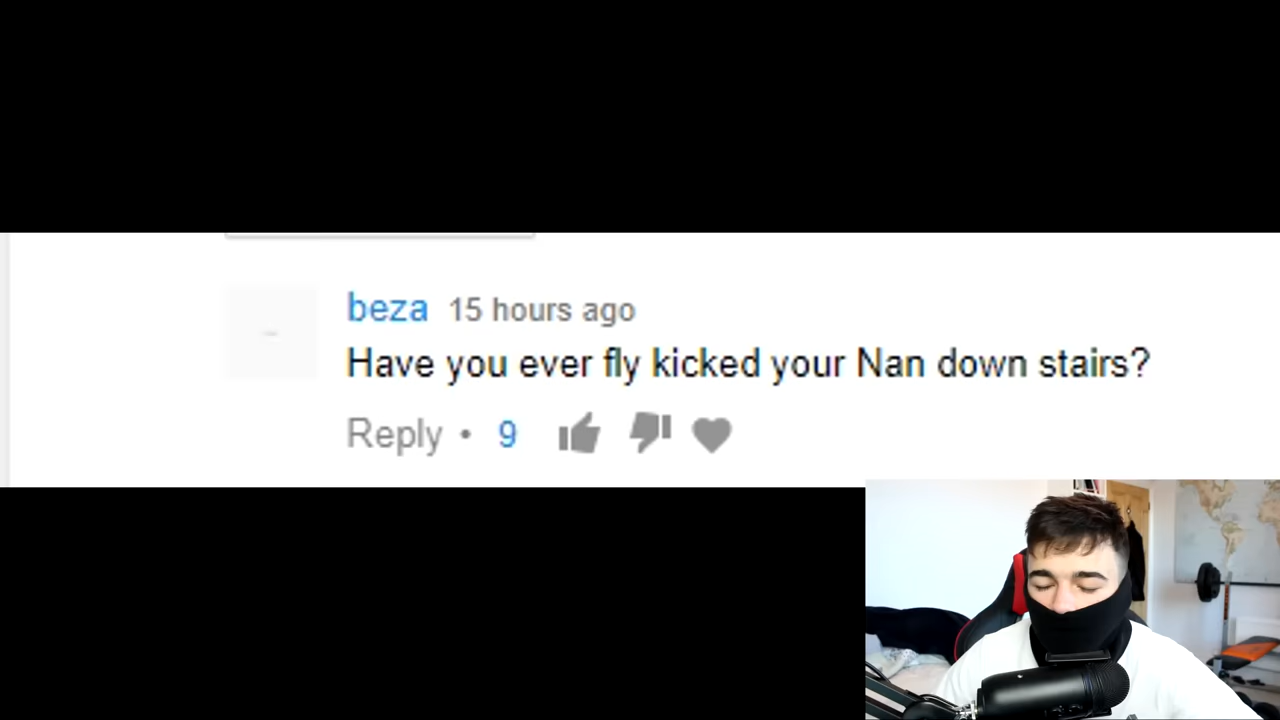 beza 15 hours ago
Have you ever fly kicked your Nan down stairs?
Reply • 9